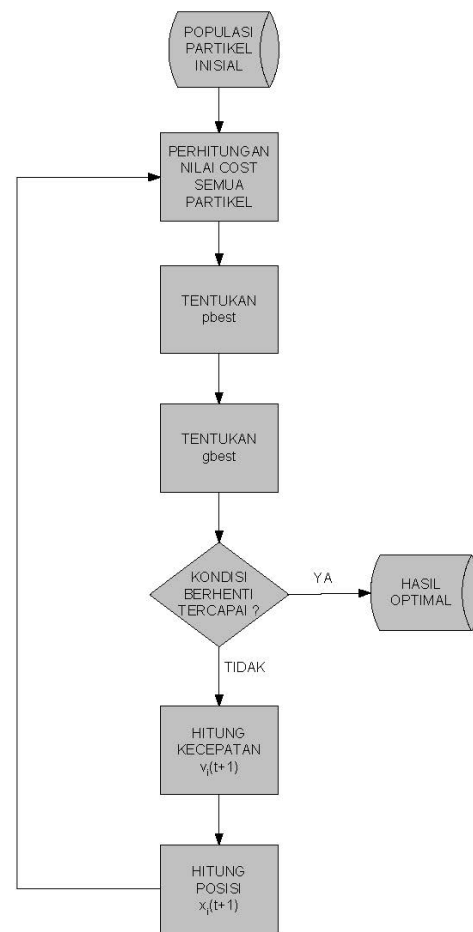 POPULASI
PARTIKEL
INISIAL
PERHITUNGAN
NILAI COST
SEMUA
PARTIKEL
TENTUKAN
pbest
TENTUKAN
gbest
KONDISI
BERHENTI
TERCAPAI ?
YA
HASIL
OPTIMAL
TIDAK
HITUNG
KECEPATAN
vᵢ(t+1)
HITUNG
POSISI
xᵢ(t+1)